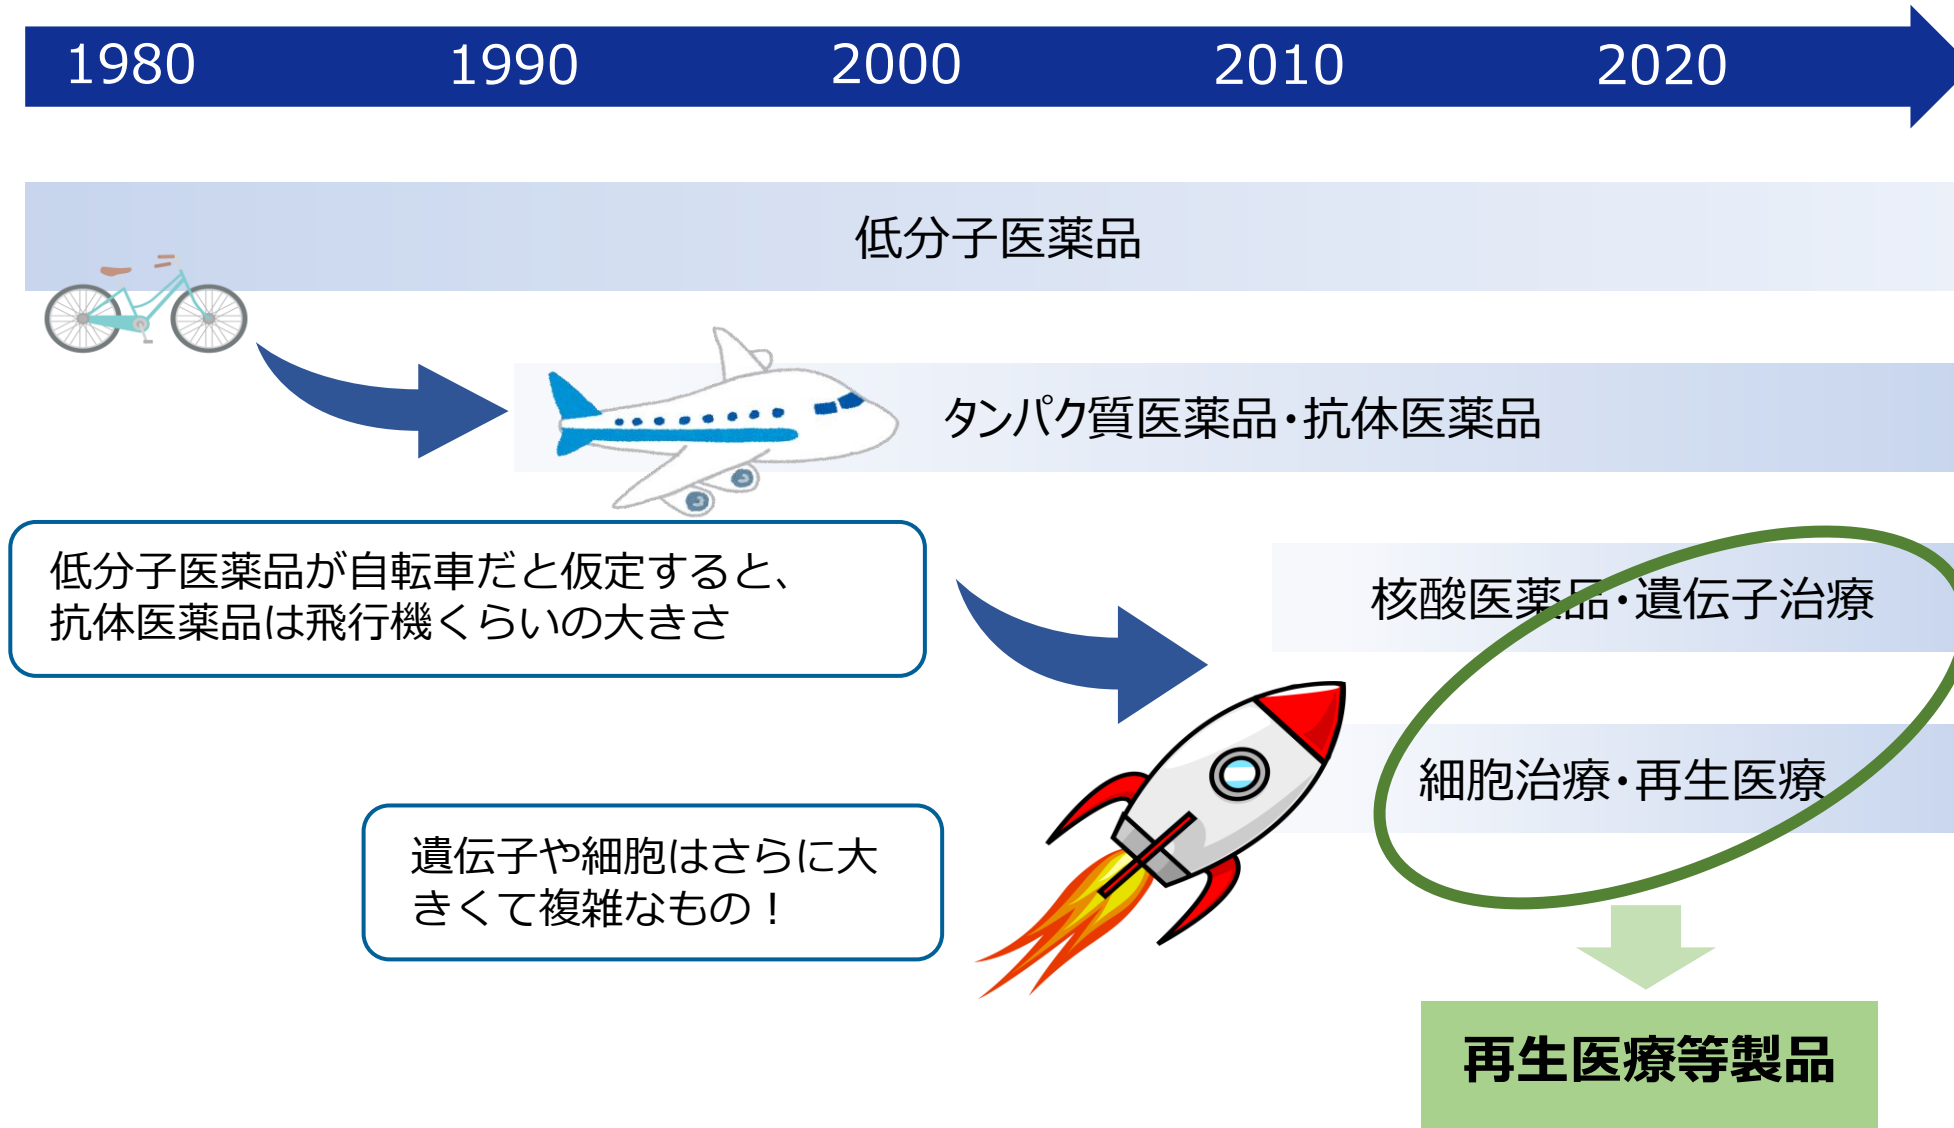 1980
1990
2000
2010
2020
低分子医薬品
タンパク質医薬品・抗体医薬品
低分子医薬品が自転車だと仮定すると、
抗体医薬品は飛行機くらいの大きさ
核酸医薬品・遺伝子治療
細胞治療・再生医療
遺伝子や細胞はさらに大
きくて複雑なもの！
再生医療等製品